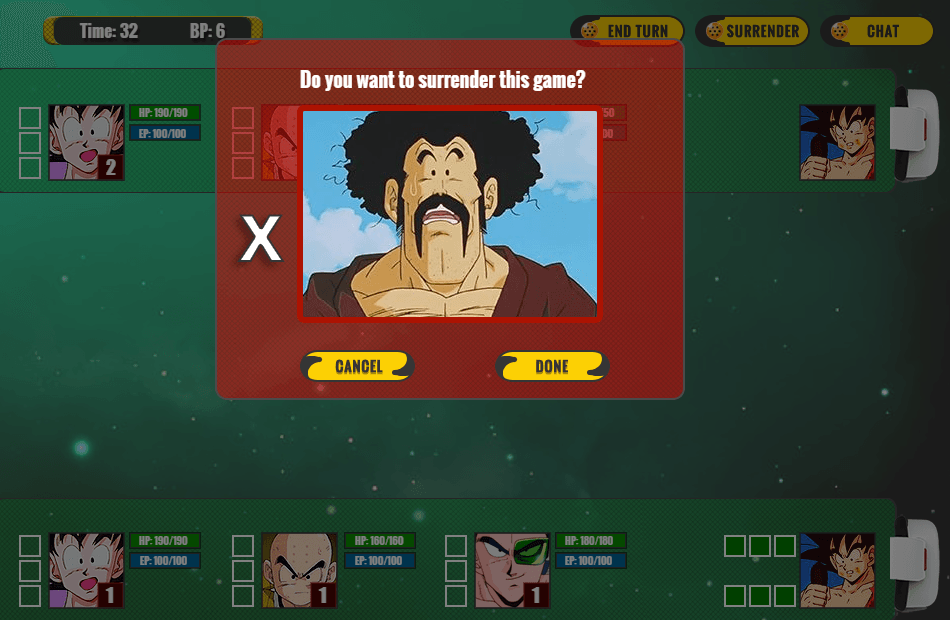 Time: 32 BP: 6
END TURN SURRENDER CHAT
Do you want to surrender this game?
HP: 190/190
EP: 100/100
2
X
CANCEL DONE
HP: 190/190 HP: 160/160 HP: 180/180
EP: 100/100 EP: 100/100 EP: 100/100
1 1 1